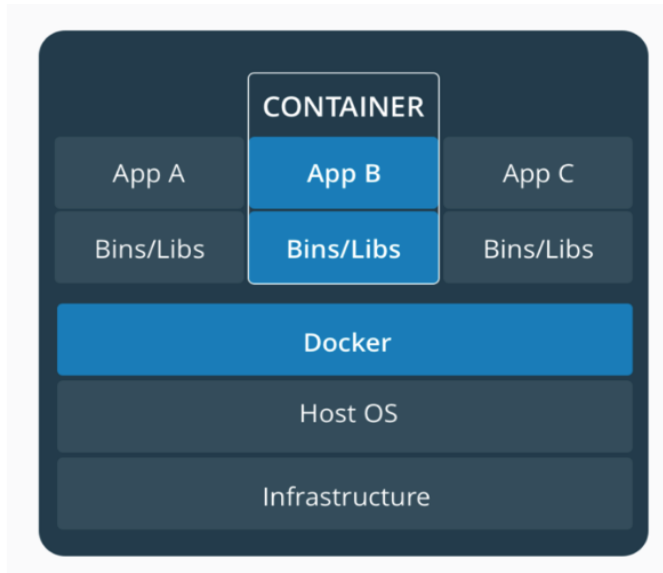 CONTAINER
App A App B App C
Bins/Libs Bins/Libs Bins/Libs
Docker
Host OS
Infrastructure